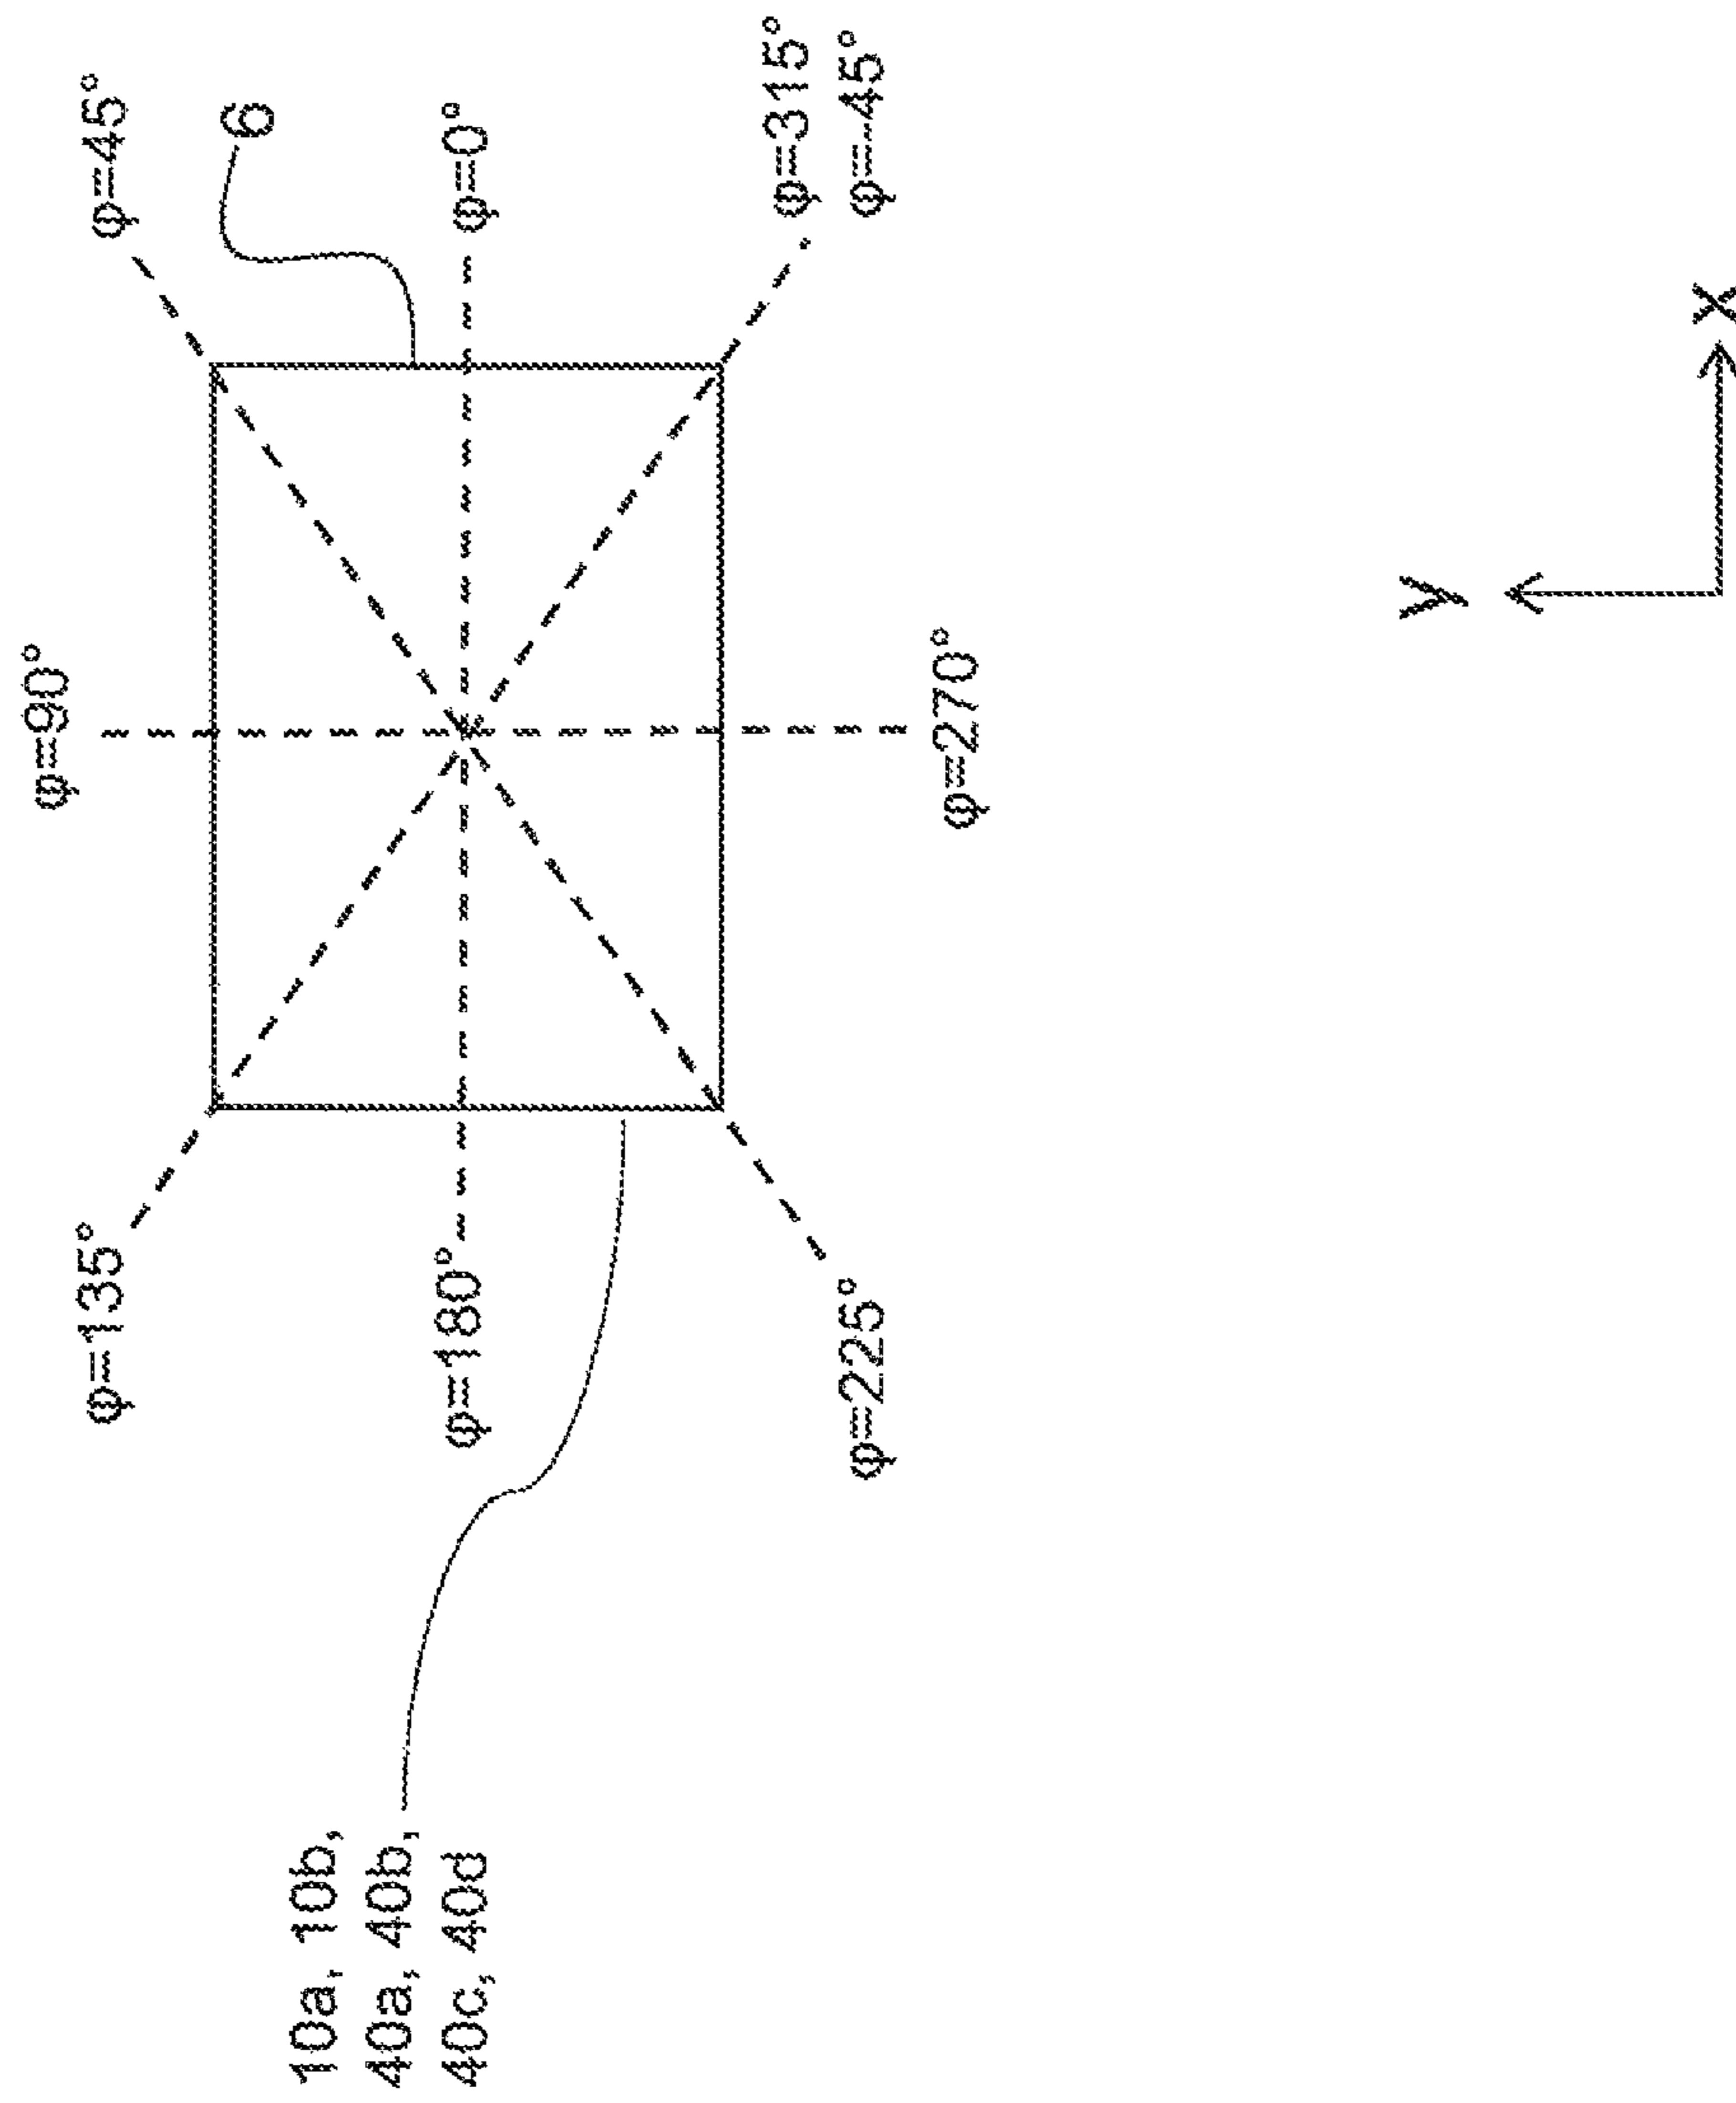 φ=90°
φ=135°
φ=45°
6
10a, 10b,
40a, 40b,
40c, 40d
φ=180°
φ=0°
φ=225°
φ=315°
φ=-45°
φ=270°
y
x